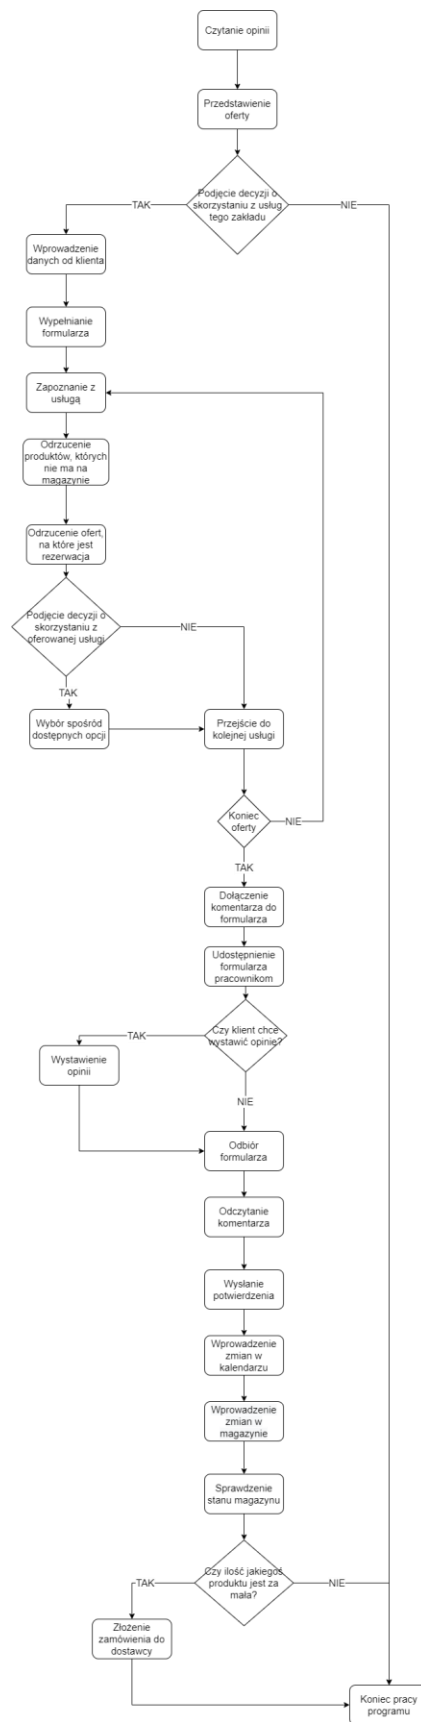 Czytanie opinii
Przedstawienie
oferty
Podjęcie decyzji o
skorzystaniu z usług
tego zakładu
TAK
NIE
Wprowadzenie
danych od klienta
Wypełnianie
formularza
Zapoznanie z
usługą
Odrzucenie
produktów, których
nie ma na
magazynie
Odrzucenie ofert,
na które jest
rezerwacja
Podjęcie decyzji o
skorzystaniu z
oferowanej usługi
NIE
TAK
Wybór spośród
dostępnych opcji
Przejście do
kolejnej usługi
Koniec
oferty
NIE
TAK
Dołączenie
komentarza do
formularza
Udostępnienie
formularza
pracownikom
Czy klient chce
wystawić opinie?
TAK
Wystawienie
opinii
NIE
Odbiór
formularza
Odczytanie
komentarza
Wysłanie
potwierdzenia
Wprowadzenie
zmian w
kalendarzu
Wprowadzenie
zmian w
magazynie
Sprawdzenie
stanu magazynu
Czy ilość jakiegoś
produktu jest za
mała?
TAK
NIE
Złożenie
zamówienia do
dostawcy
Koniec pracy
programu